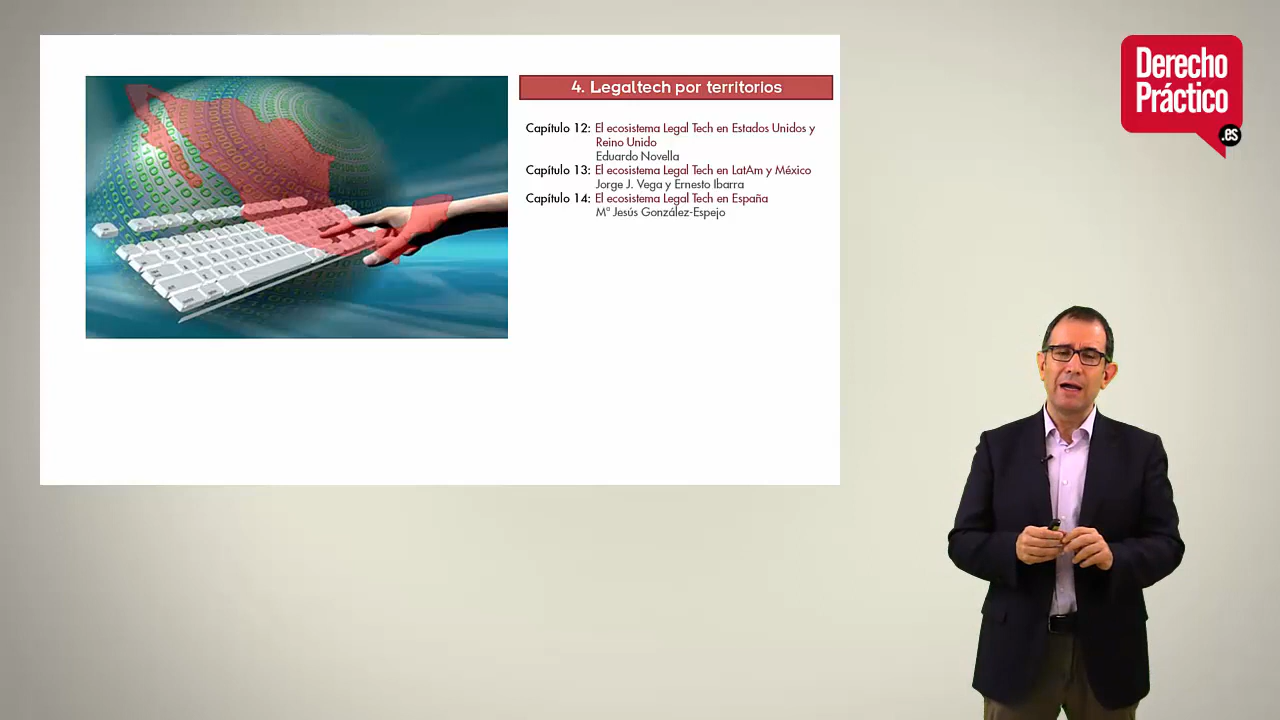 4. Legaltech por territorios
Capítulo 12: El ecosistema Legal Tech en Estados Unidos y
Reino Unido
Eduardo Novella
Capítulo 13: El ecosistema Legal Tech en LatAm y México
Jorge J. Vega y Ernesto Ibarra
Capítulo 14: El ecosistema Legal Tech en España
Mª Jesús González-Espejo
Derecho
Práctico
.es